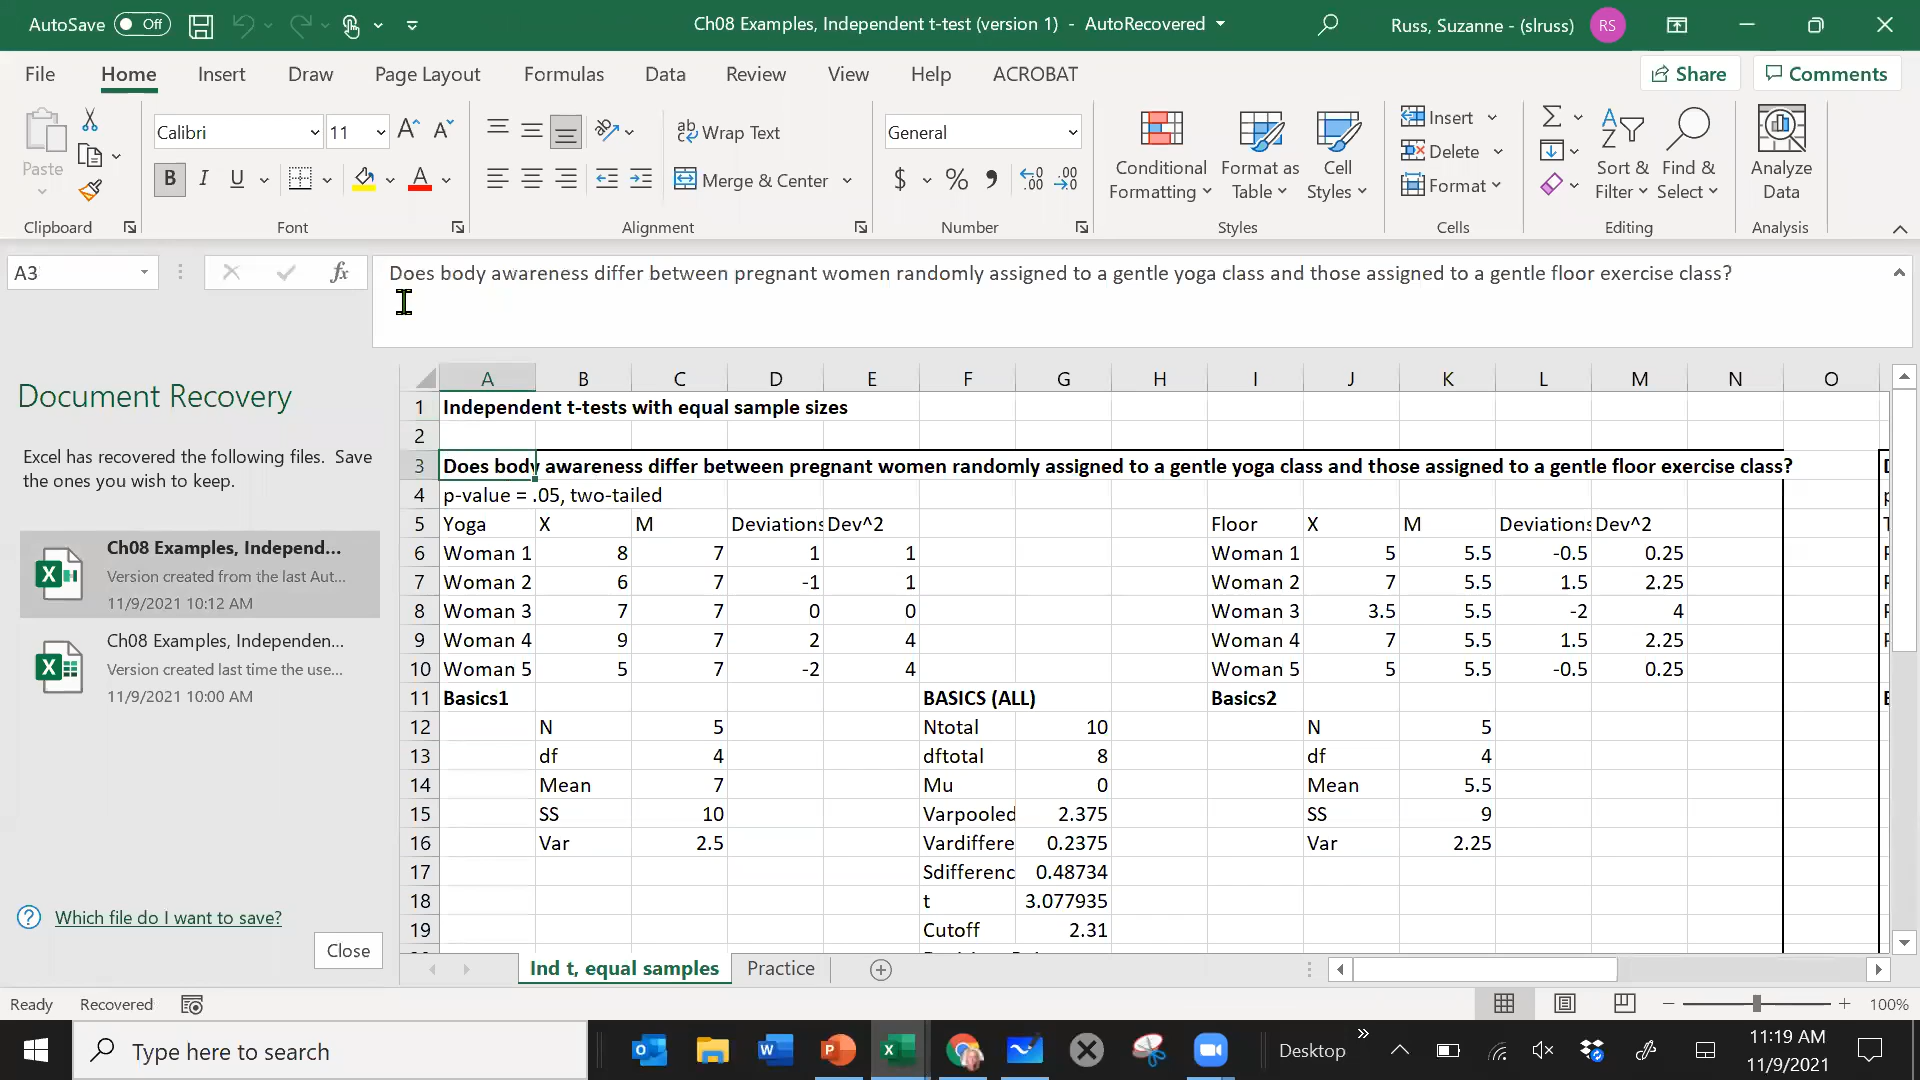 AutoSave Off Ch08 Examples, Independent t-test (version 1) - AutoRecovered Russ, Suzanne - (slruss) RS
File Home Insert Draw Page Layout Formulas Data Review View Help ACROBAT Share Comments
Paste Calibri 11 Wrap Text General Conditional Formatting Format as Table Cell Styles Insert Sort & Filter Find & Select Analyze Data
Delete
B I U Merge & Center $ % Format
Clipboard Font Alignment Number Styles Cells Editing Analysis
A3 fx Does body awareness differ between pregnant women randomly assigned to a gentle yoga class and those assigned to a gentle floor exercise class?
Document Recovery
Excel has recovered the following files. Save
the ones you wish to keep.
Ch08 Examples, Independ...
Version created from the last Aut...
11/9/2021 10:12 AM
Ch08 Examples, Independen...
Version created last time the use...
11/9/2021 10:00 AM
Which file do I want to save?
Close
A B C D E F G H I J K L M N O
1 Independent t-tests with equal sample sizes
2
3 Does body awareness differ between pregnant women randomly assigned to a gentle yoga class and those assigned to a gentle floor exercise class?
4 p-value = .05, two-tailed
5 Yoga X M Deviations Dev^2 Floor X M Deviations Dev^2
6 Woman 1 8 7 1 1 Woman 1 5 5.5 -0.5 0.25
7 Woman 2 6 7 -1 1 Woman 2 7 5.5 1.5 2.25
8 Woman 3 7 7 0 0 Woman 3 3.5 5.5 -2 4
9 Woman 4 9 7 2 4 Woman 4 7 5.5 1.5 2.25
10 Woman 5 5 7 -2 4 Woman 5 5 5.5 -0.5 0.25
11 Basics1 BASICS (ALL) Basics2
12 N 5 Ntotal 10 N 5
13 df 4 dftotal 8 df 4
14 Mean 7 Mu 0 Mean 5.5
15 SS 10 Varpooled 2.375 SS 9
16 Var 2.5 Vardiffere 0.2375 Var 2.25
17 Sdifferenc 0.48734
18 t 3.077935
19 Cutoff 2.31
Ind t, equal samples Practice
Ready Recovered 100%
Type here to search Desktop 11:19 AM
11/9/2021